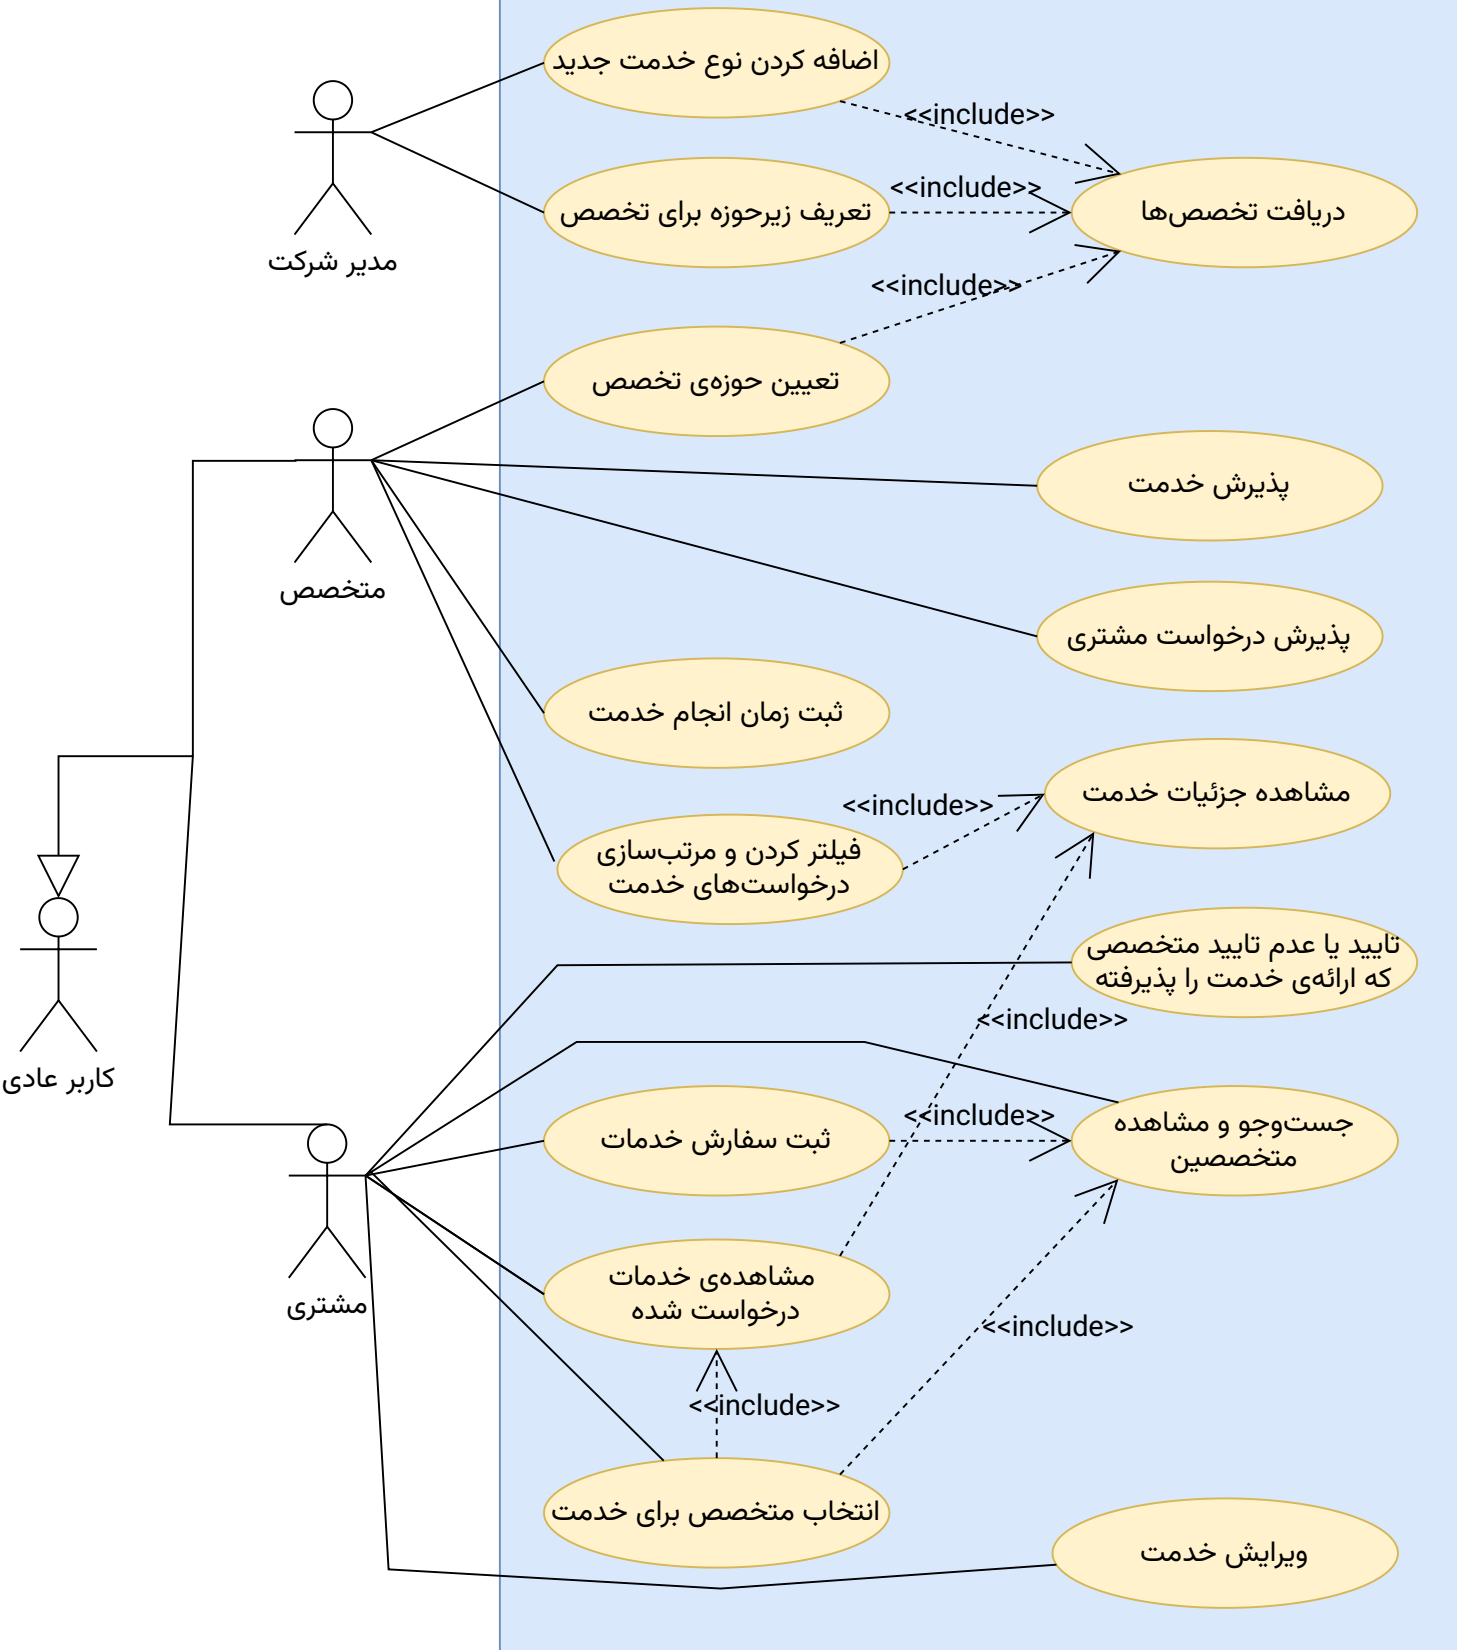 اضافه کردن نوع خدمت جدید
<<include>>
<<include>>
تعریف زیرحوزه برای تخصص
دریافت تخصص‌ها
مدیر شرکت
<<include>>
تعیین حوزه‌ی تخصص
پذیرش خدمت
متخصص
پذیرش درخواست مشتری
ثبت زمان انجام خدمت
مشاهده جزئیات خدمت
<<include>>
فیلتر کردن و مرتب‌سازی
درخواست‌های خدمت
تایید یا عدم تایید متخصصی
که ارائه‌ی خدمت را پذیرفته
<<include>>
کاربر عادی
<<include>>
ثبت سفارش خدمات
جست‌وجو و مشاهده
متخصصین
مشاهده‌ی خدمات
درخواست شده
مشتری
<<include>>
<<include>>
انتخاب متخصص برای خدمت
ویرایش خدمت